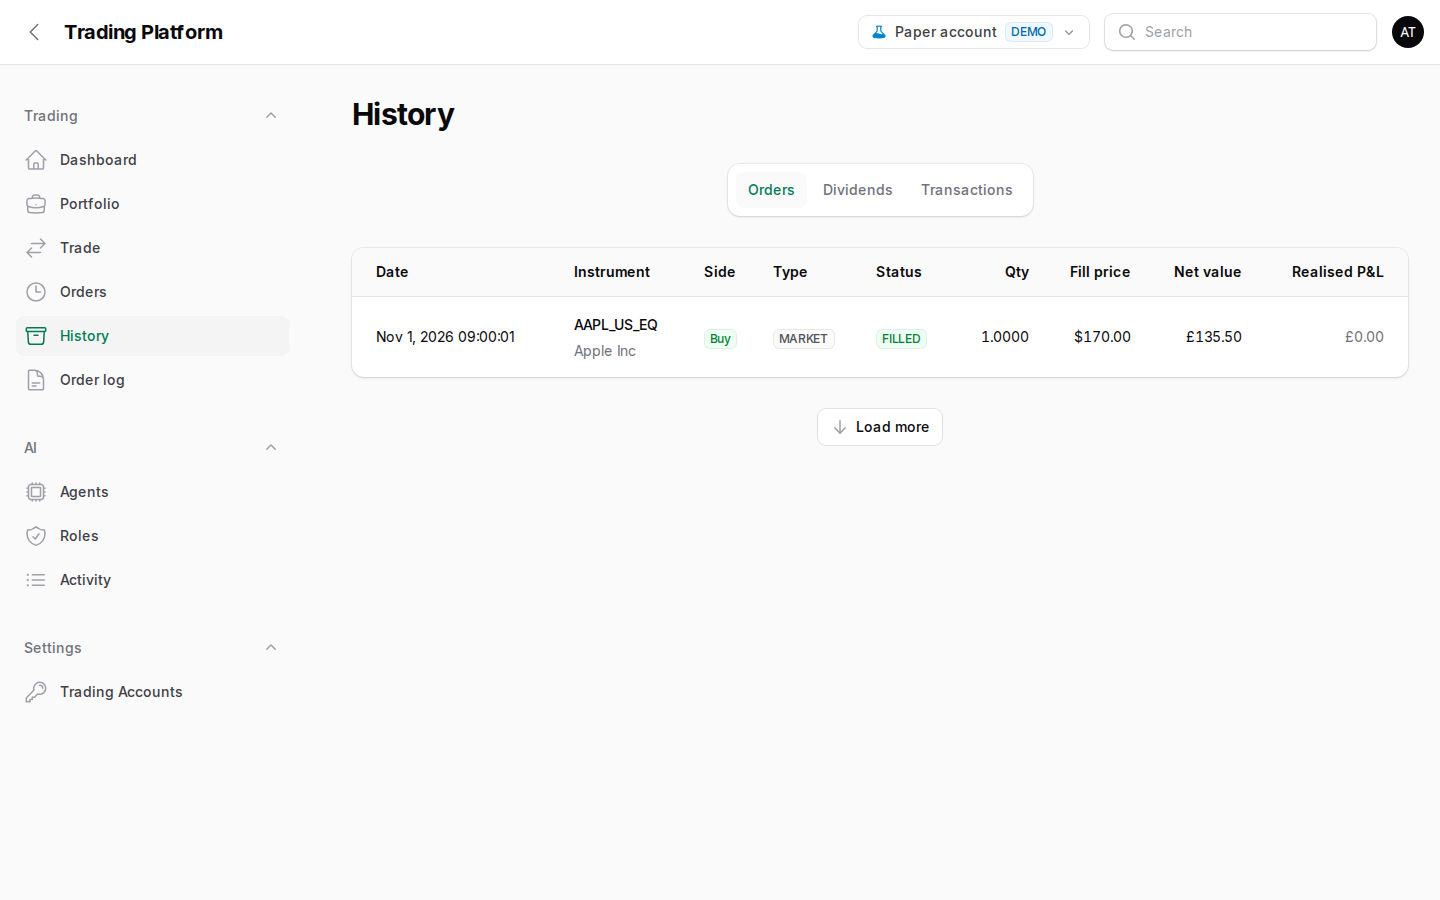 Trading Platform
Paper account DEMO
Search
AT
Trading
Dashboard
Portfolio
Trade
Orders
History
Order log
AI
Agents
Roles
Activity
Settings
Trading Accounts
History
Orders Dividends Transactions
Date Instrument Side Type Status Qty Fill price Net value Realised P&L
Nov 1, 2026 09:00:01 AAPL_US_EQ Buy MARKET FILLED 1.0000 $170.00 £135.50 £0.00
Apple Inc
Load more